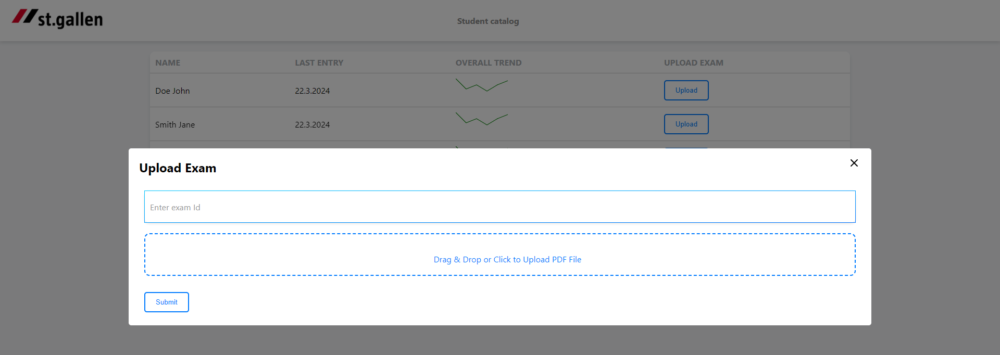 st.gallen
Student catalog
NAME LAST ENTRY OVERALL TREND UPLOAD EXAM
Doe John 22.3.2024 Upload
Smith Jane 22.3.2024 Upload
Upload Exam
Enter exam Id
Drag & Drop or Click to Upload PDF File
Submit